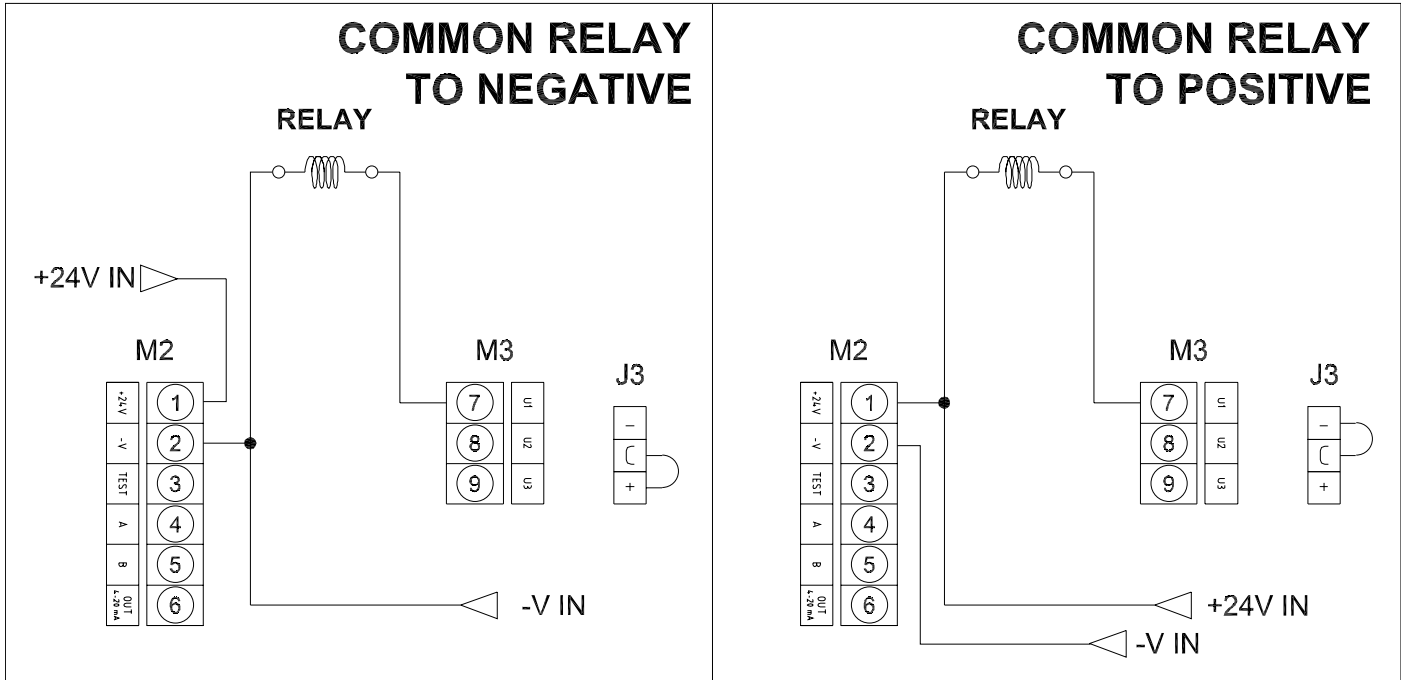 COMMON RELAY
TO NEGATIVE
RELAY
+24V IN
M2
+24V
1
-V
2
TEST
3
A
4
B
5
OUT
4-20 mA
6
M3
7
U1
8
U2
9
U3
J3
-
C
+
-V IN
COMMON RELAY
TO POSITIVE
RELAY
M2
+24V
1
-V
2
TEST
3
A
4
B
5
OUT
4-20 mA
6
M3
7
U1
8
U2
9
U3
J3
-
C
+
+24V IN
-V IN